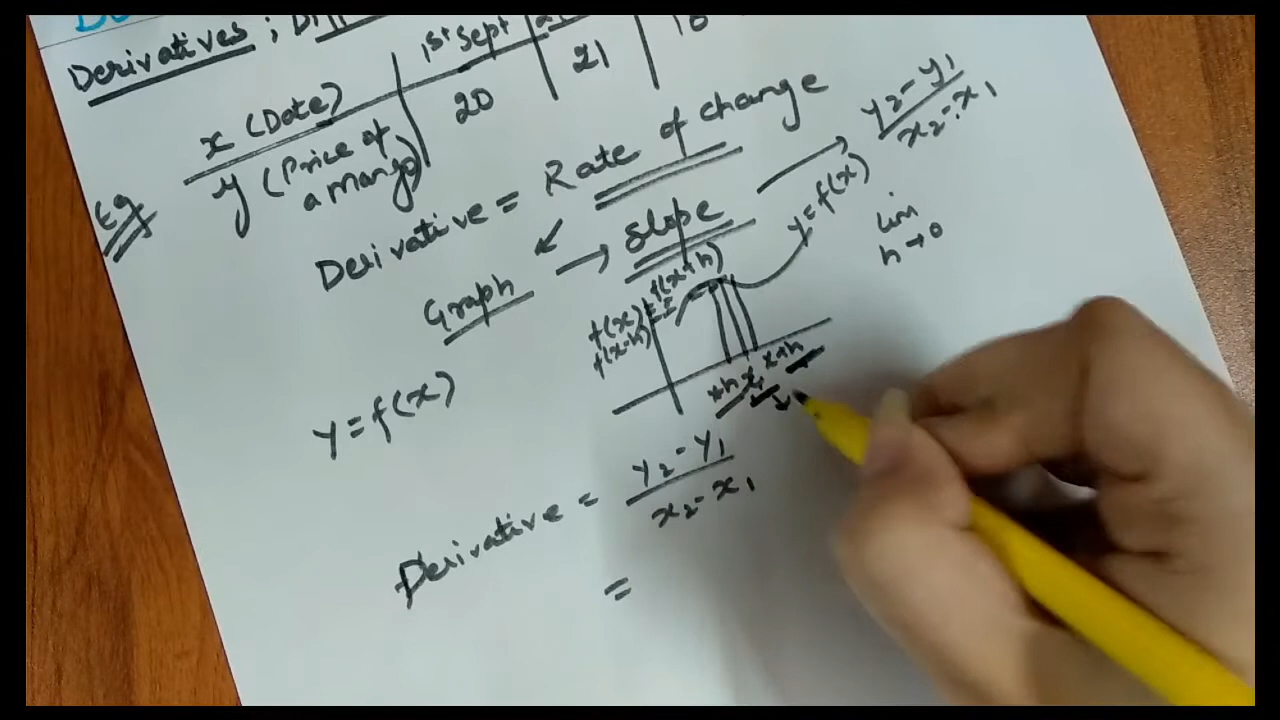 Derivatives ;
x (Date) 1st Sept
y (Price of a Mango) 20 21 18
Eg
Derivative = Rate of change
Graph → Slope → y2 - y1 / x2 - x1
y = f(x)
lim
h → 0
f(x+h)
f(x)
f(x-h)
x+h
y = f(x)
Derivative = y2 - y1 / x2 - x1
=